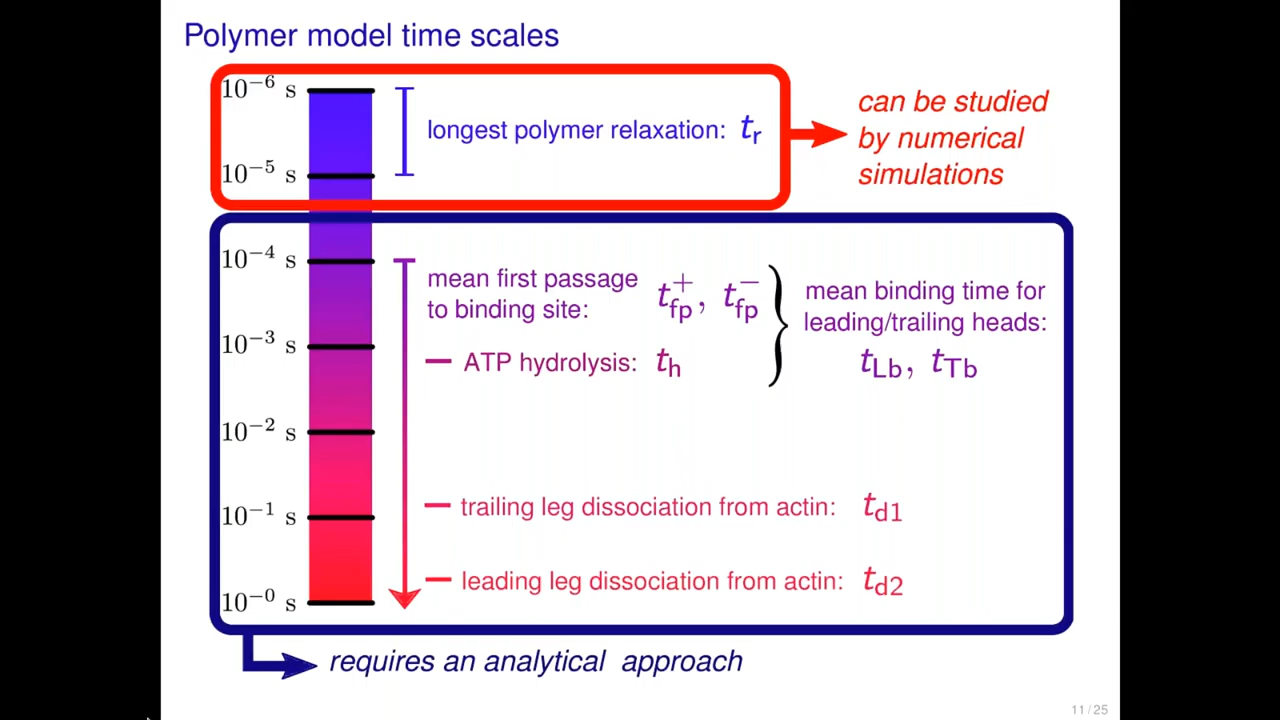 Polymer model time scales
10⁻⁶ s
longest polymer relaxation: tᵣ
10⁻⁵ s
can be studied
by numerical
simulations
10⁻⁴ s
mean first passage
to binding site: t_fp⁺, t_fp⁻
mean binding time for
leading/trailing heads:
t_Lb, t_Tb
10⁻³ s
ATP hydrolysis: t_h
10⁻² s
10⁻¹ s
trailing leg dissociation from actin: t_d1
leading leg dissociation from actin: t_d2
10⁻⁰ s
requires an analytical approach
11 / 25